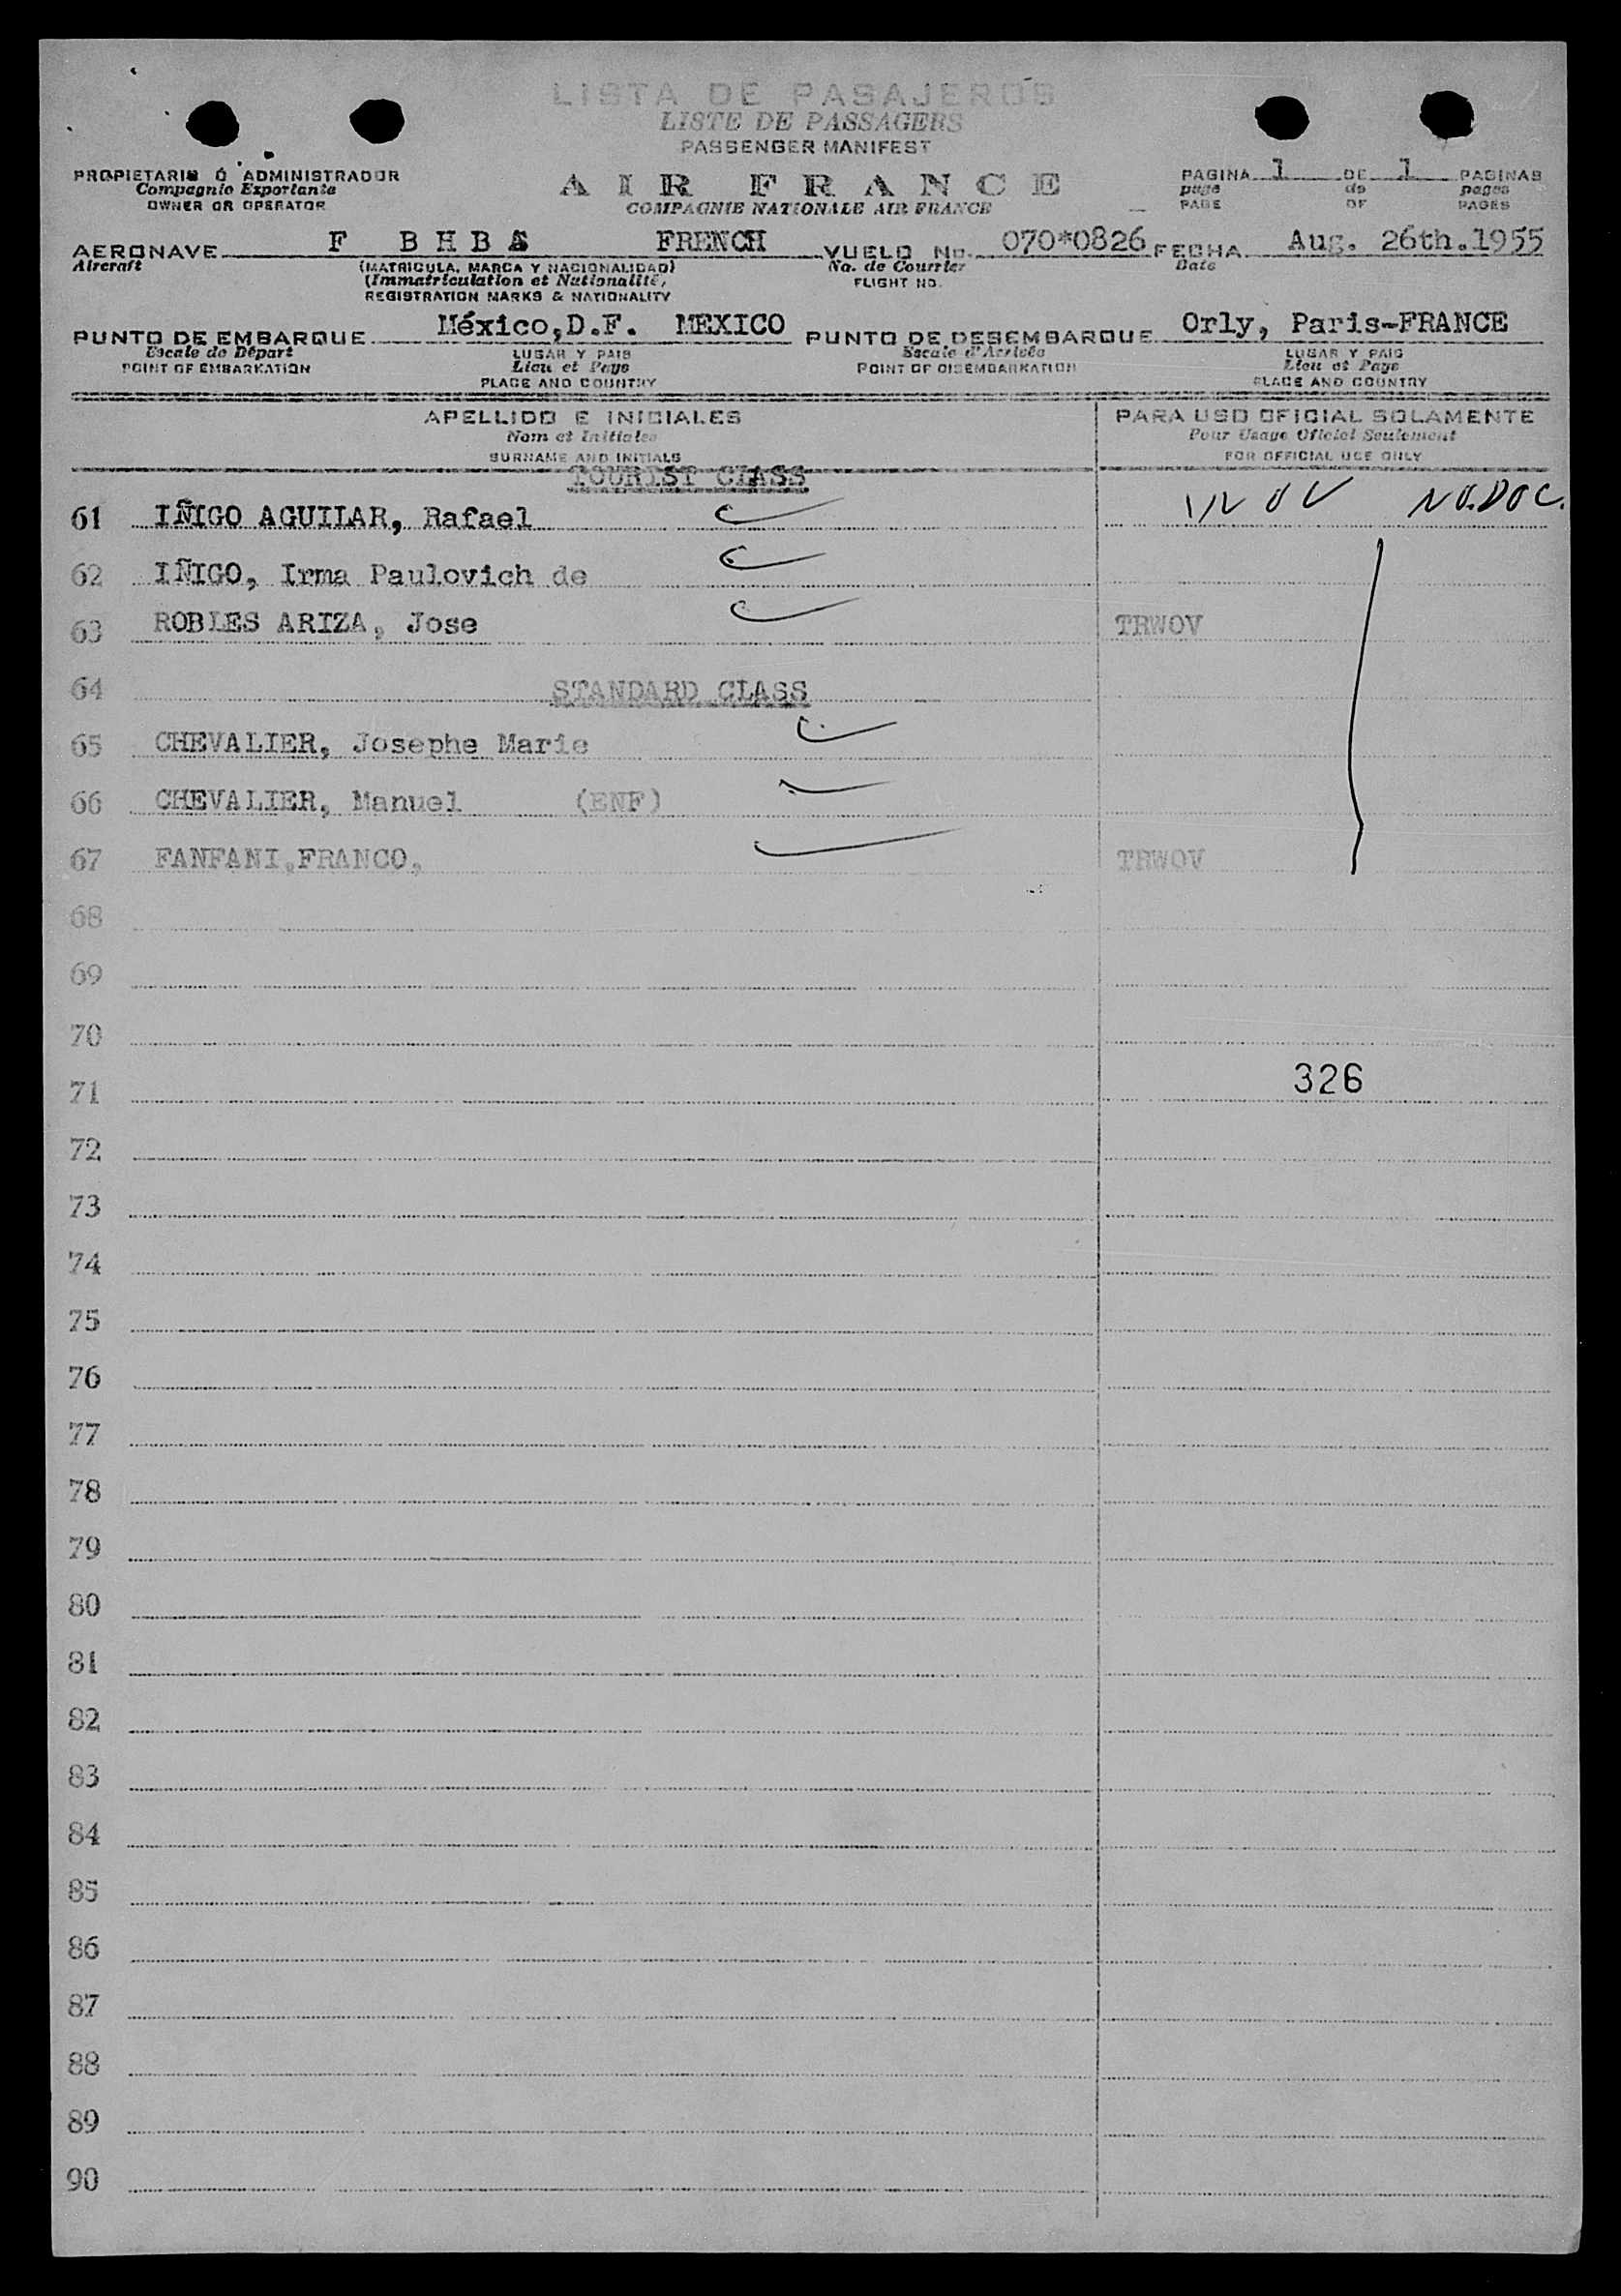 LISTA DE PASAJEROS
LISTE DE PASSAGERS
PASSENGER MANIFEST
PROPIETARIO Ó ADMINISTRADOR
Compagnie Exportante
OWNER OR OPERATOR
AIR FRANCE
COMPAGNIE NATIONALE AIR FRANCE
PAGINA 1 DE 1 PAGINAS
page de pages
PAGE OF PAGES
AERONAVE F BHB FRENCH VUELO No. 070*0826 FECHA Aug. 26th.1955
Aircraft (MATRICULA, MARCA Y NACIONALIDAD) No. de Courrier Date
(Immatriculation et Nationalité, FLIGHT NO.
REGISTRATION MARKS & NATIONALITY
PUNTO DE EMBARQUE México,D.F. MEXICO PUNTO DE DESEMBARQUE Orly, Paris-FRANCE
Escale de Départ LUGAR Y PAIS Escale d'Arrivée LUGAR Y PAIS
POINT OF EMBARKATION Lieu et Pays POINT OF DISEMBARKATION Lieu et Pays
PLACE AND COUNTRY PLACE AND COUNTRY
APELLIDO E INICIALES PARA USO OFICIAL SOLAMENTE
Nom et Initiales Pour Usage Officiel Seulement
SURNAME AND INITIALS FOR OFFICIAL USE ONLY
TOURIST CLASS
61 IÑIGO AGUILAR, Rafael NO.DOC.
62 IÑIGO, Irma Paulovich de
63 ROBLES ARIZA, Jose TRWOV
64 STANDARD CLASS
65 CHEVALIER, Josephe Marie
66 CHEVALIER, Manuel (ENF)
67 FANFANI,FRANCO, TRWOV
68
69
70
71 326
72
73
74
75
76
77
78
79
80
81
82
83
84
85
86
87
88
89
90